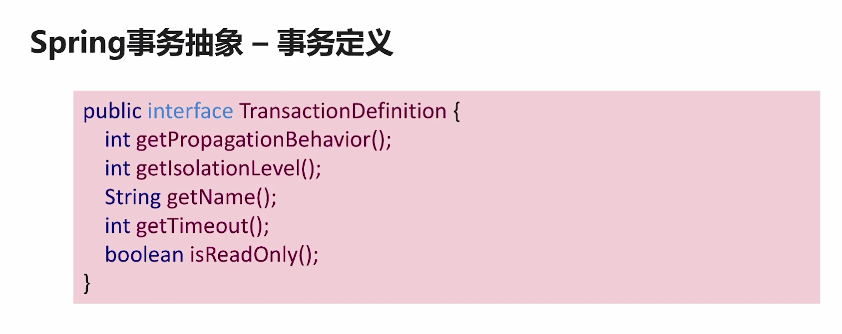 Spring事务抽象 – 事务定义
public interface TransactionDefinition {
int getPropagationBehavior();
int getIsolationLevel();
String getName();
int getTimeout();
boolean isReadOnly();
}